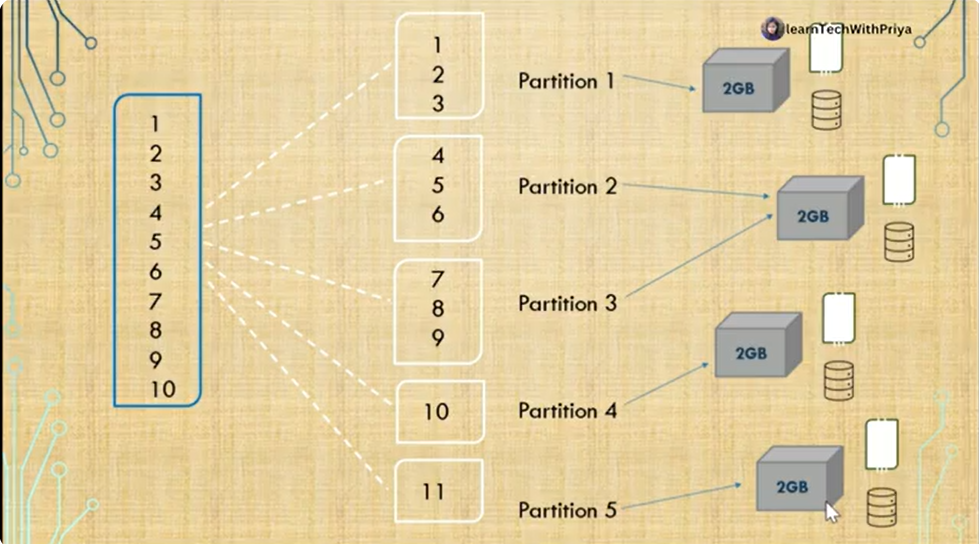 learnTechWithPriya
1
2
3
4
5
6
7
8
9
10
1
2
3
Partition 1
2GB
4
5
6
Partition 2
2GB
7
8
9
Partition 3
10
Partition 4
2GB
11
Partition 5
2GB